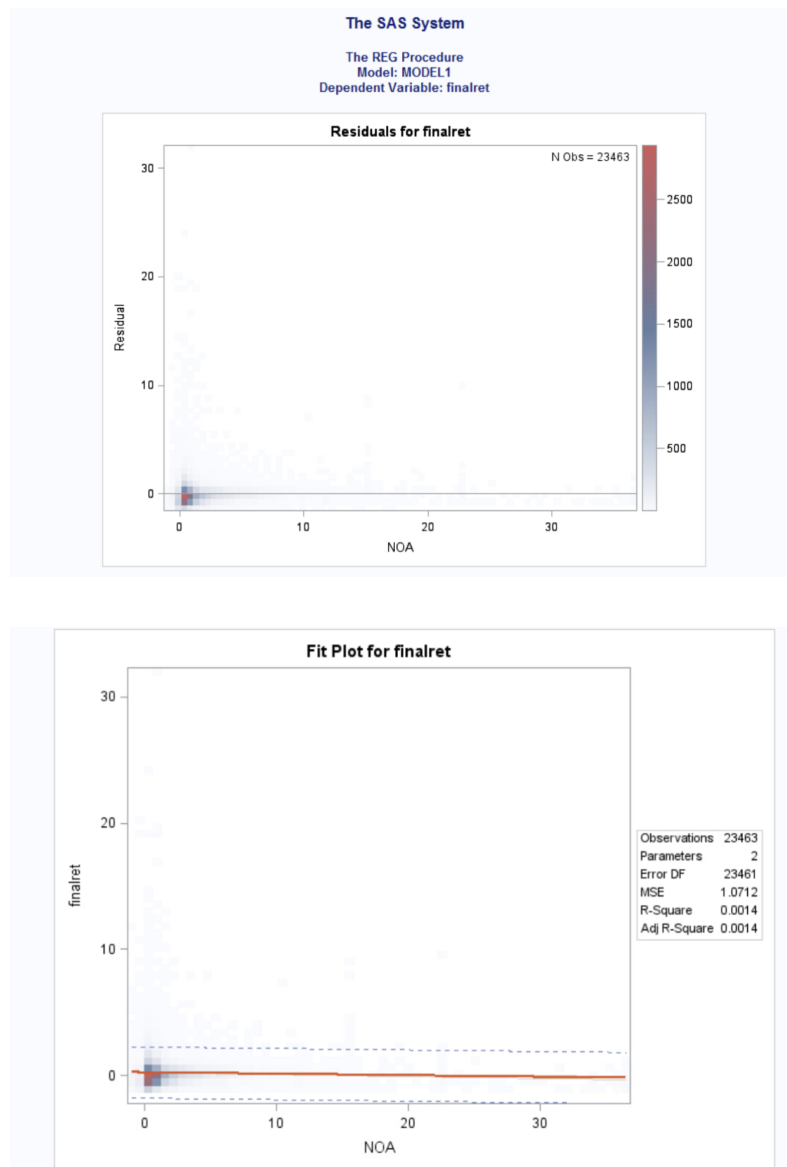 The SAS System
The REG Procedure
Model: MODEL1
Dependent Variable: finalret
Residuals for finalret
N Obs = 23463
30
20
10
0
Residual
0
10
20
30
NOA
2500
2000
1500
1000
500
Fit Plot for finalret
30
20
10
0
finalret
0
10
20
30
NOA
Observations 23463
Parameters 2
Error DF 23461
MSE 1.0712
R-Square 0.0014
Adj R-Square 0.0014